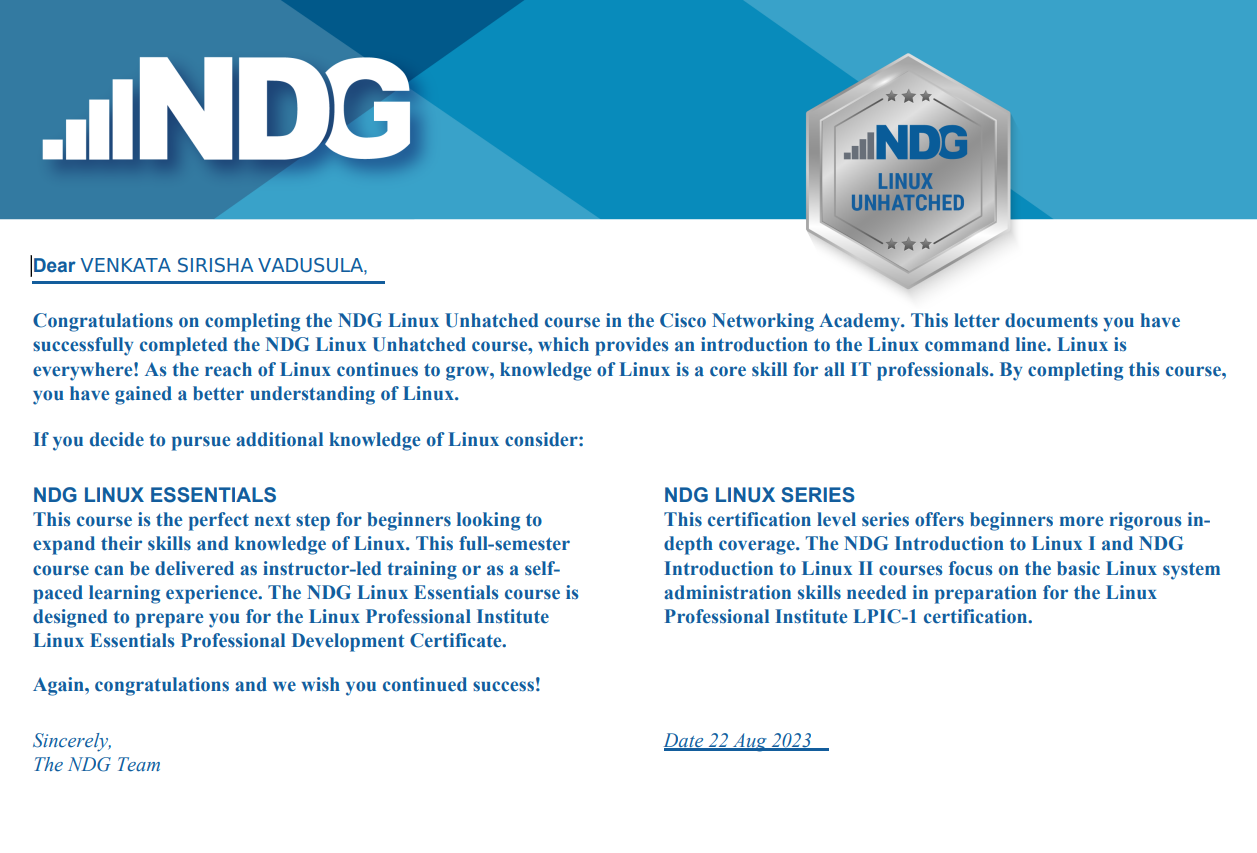 NDG
NDG
LINUX
UNHATCHED
Dear VENKATA SIRISHA VADUSULA,
Congratulations on completing the NDG Linux Unhatched course in the Cisco Networking Academy. This letter documents you have
successfully completed the NDG Linux Unhatched course, which provides an introduction to the Linux command line. Linux is
everywhere! As the reach of Linux continues to grow, knowledge of Linux is a core skill for all IT professionals. By completing this course,
you have gained a better understanding of Linux.
If you decide to pursue additional knowledge of Linux consider:
NDG LINUX ESSENTIALS
This course is the perfect next step for beginners looking to
expand their skills and knowledge of Linux. This full-semester
course can be delivered as instructor-led training or as a self-
paced learning experience. The NDG Linux Essentials course is
designed to prepare you for the Linux Professional Institute
Linux Essentials Professional Development Certificate.
NDG LINUX SERIES
This certification level series offers beginners more rigorous in-
depth coverage. The NDG Introduction to Linux I and NDG
Introduction to Linux II courses focus on the basic Linux system
administration skills needed in preparation for the Linux
Professional Institute LPIC-1 certification.
Again, congratulations and we wish you continued success!
Sincerely,
The NDG Team
Date 22 Aug 2023